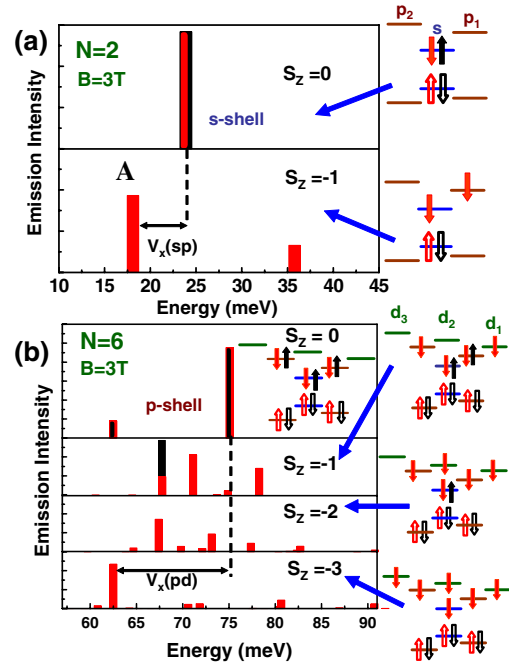 (a)
N=2
B=3T
S_Z=0
s-shell
p_2
s
p_1
A
S_Z=-1
V_x(sp)
Emission Intensity
Emission Intensity
10 15 20 25 30 35 40 45
Energy (meV)
(b)
N=6
B=3T
S_Z=0
p-shell
d_3
d_2
d_1
S_Z=-1
S_Z=-2
S_Z=-3
V_x(pd)
Emission Intensity
60 65 70 75 80 85 90
Energy (meV)